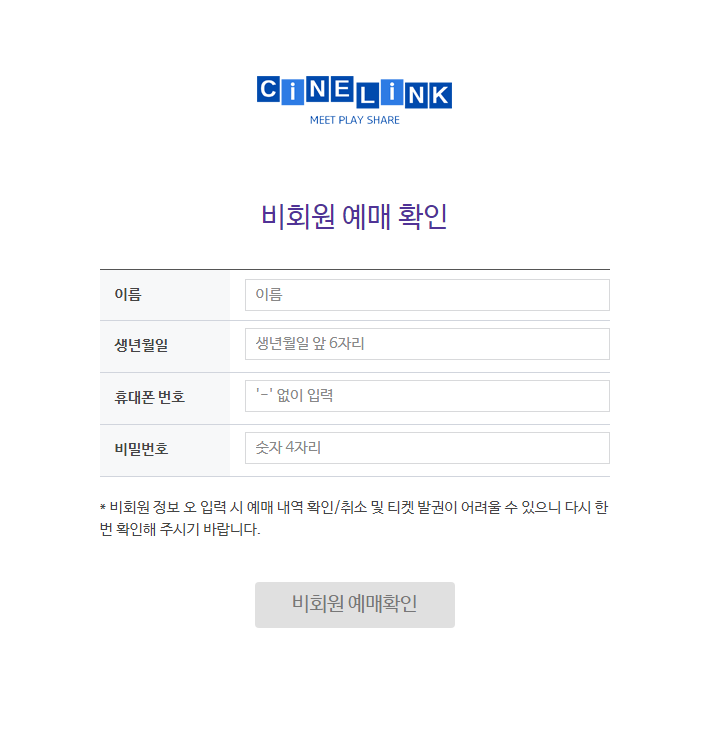 CiNELiNK
MEET PLAY SHARE
비회원 예매 확인
이름
이름
생년월일
생년월일 앞 6자리
휴대폰 번호
'-' 없이 입력
비밀번호
숫자 4자리
* 비회원 정보 오 입력 시 예매 내역 확인/취소 및 티켓 발권이 어려울 수 있으니 다시 한
번 확인해 주시기 바랍니다.
비회원 예매확인